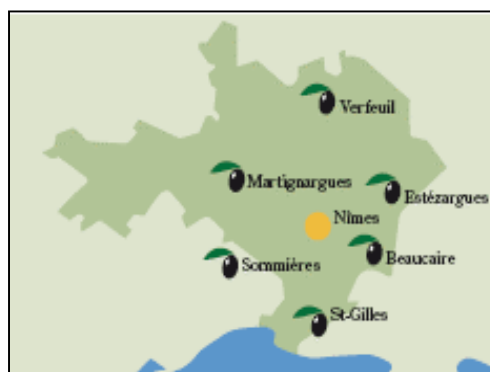 Verfeuil
Martignargues
Estézargues
Nîmes
Beaucaire
Sommières
St-Gilles